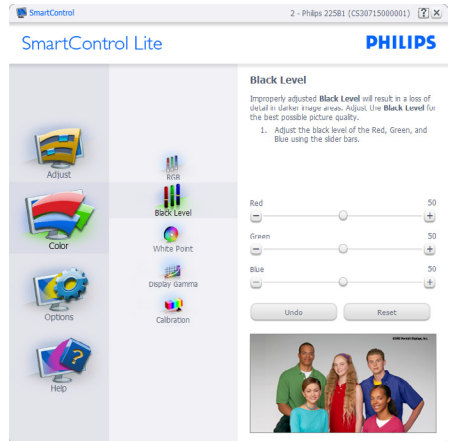 SmartControl
2 - Philips 225B1 (CS30715000001)
SmartControl Lite
PHILIPS
Adjust
Color
Options
Help
RGB
Black Level
White Point
Display Gamma
Calibration
Black Level
Improperly adjusted Black Level will result in a loss of
detail in darker image areas. Adjust the Black Level for
the best possible picture quality.
1. Adjust the black level of the Red, Green, and
Blue using the slider bars.
Red 50
Green 50
Blue 50
Undo Reset